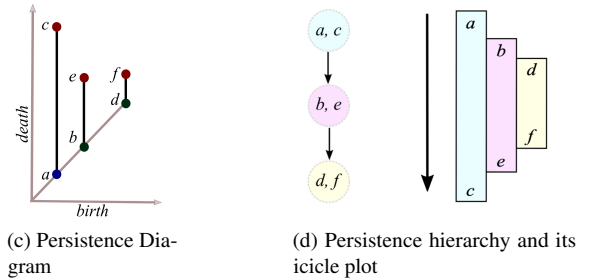 death
c
e
f
d
b
a
birth
a, c
b, e
d, f
a
b
d
f
e
c
(c) Persistence Dia-
gram
(d) Persistence hierarchy and its
icicle plot